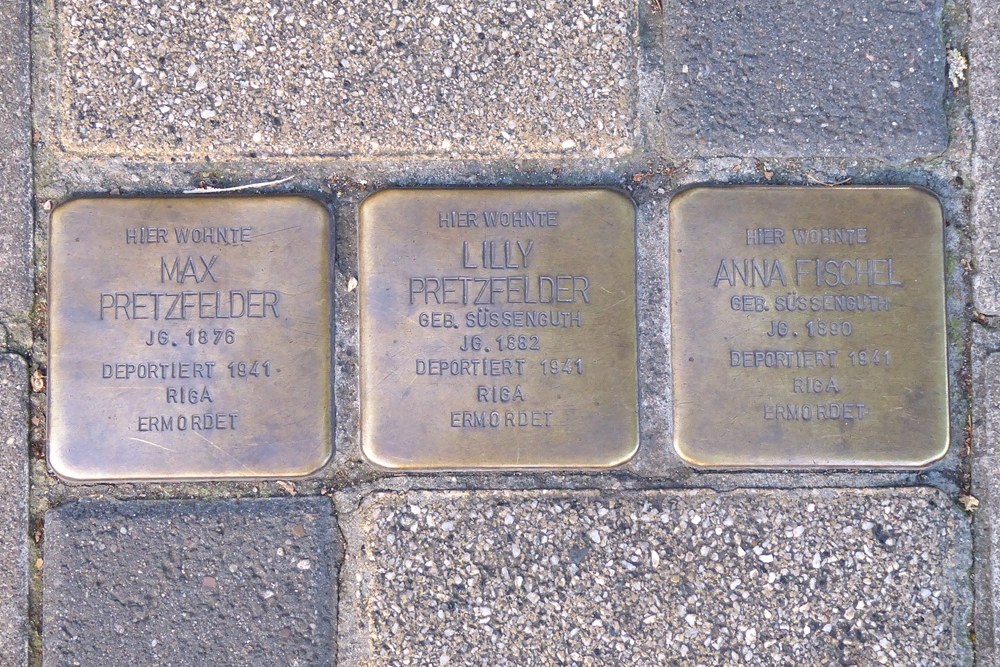 HIER WOHNTE
MAX
PRETZFELDER
JG. 1876
DEPORTIERT 1941
RIGA
ERMORDET
HIER WOHNTE
LILLY
PRETZFELDER
GEB. SÜSSENGUTH
JG. 1882
DEPORTIERT 1941
RIGA
ERMORDET
HIER WOHNTE
ANNA FISCHEL
GEB. SÜSSENGUTH
JG. 1890
DEPORTIERT 1941
RIGA
ERMORDET